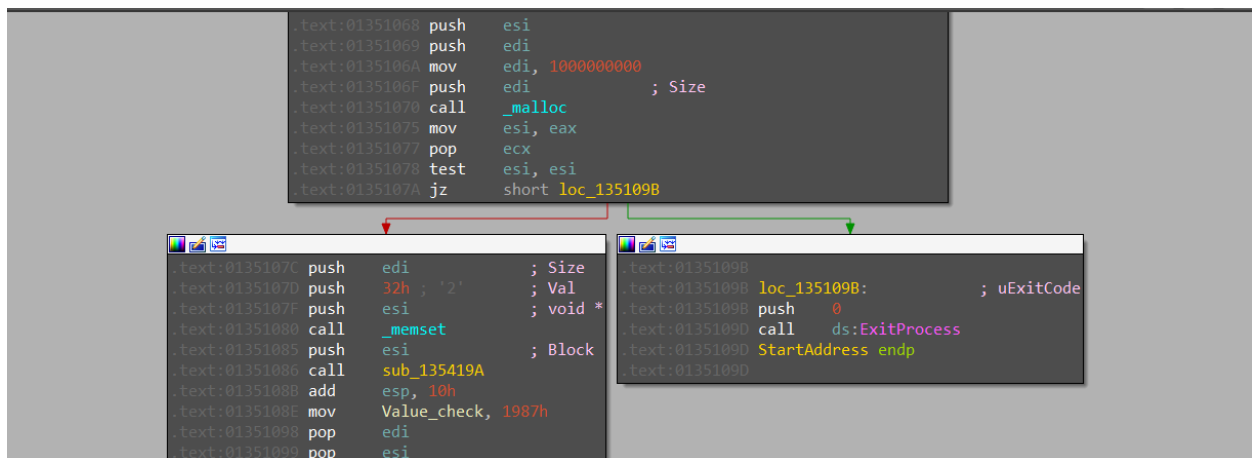 .text:01351068 push esi
.text:01351069 push edi
.text:0135106A mov edi, 1000000000
.text:0135106F push edi ; Size
.text:01351070 call _malloc
.text:01351075 mov esi, eax
.text:01351077 pop ecx
.text:01351078 test esi, esi
.text:0135107A jz short loc_135109B
.text:0135107C push edi ; Size
.text:0135107D push 32h ; '2' ; Val
.text:0135107F push esi ; void *
.text:01351080 call _memset
.text:01351085 push esi ; Block
.text:01351086 call sub_135419A
.text:0135108B add esp, 10h
.text:0135108E mov Value_check, 1987h
.text:01351098 pop edi
.text:01351099 pop esi
.text:0135109B
.text:0135109B loc_135109B: ; uExitCode
.text:0135109B push 0
.text:0135109D call ds:ExitProcess
.text:0135109D StartAddress endp
.text:0135109D